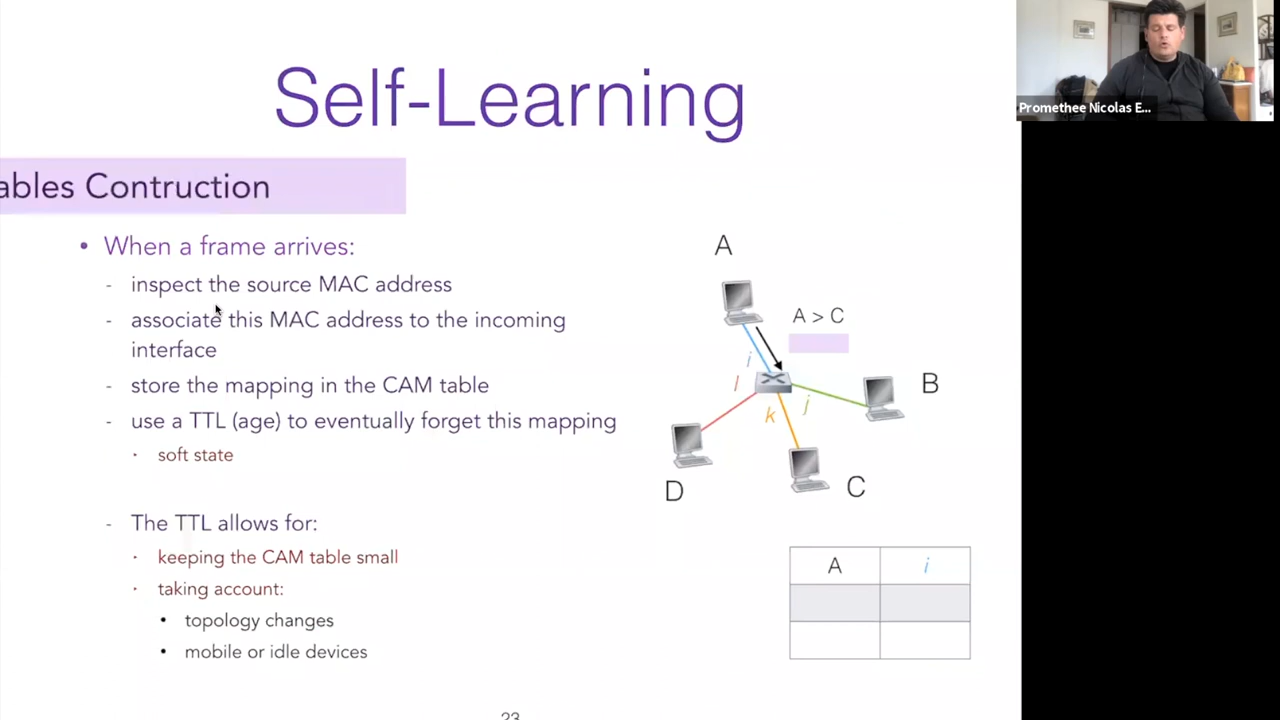 Self-Learning
Promethee Nicolas E...
ables Contruction
• When a frame arrives:
- inspect the source MAC address
- associate this MAC address to the incoming
interface
- store the mapping in the CAM table
- use a TTL (age) to eventually forget this mapping
· soft state
- The TTL allows for:
· keeping the CAM table small
· taking account:
• topology changes
• mobile or idle devices
A
A > C
i
l
j
k
B
D
C
A i
23